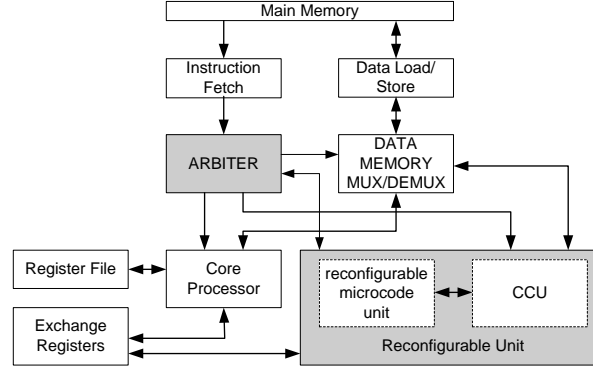 Main Memory
Instruction
Fetch
Data Load/
Store
ARBITER
DATA
MEMORY
MUX/DEMUX
Register File
Core
Processor
reconfigurable
microcode
unit
CCU
Exchange
Registers
Reconfigurable Unit